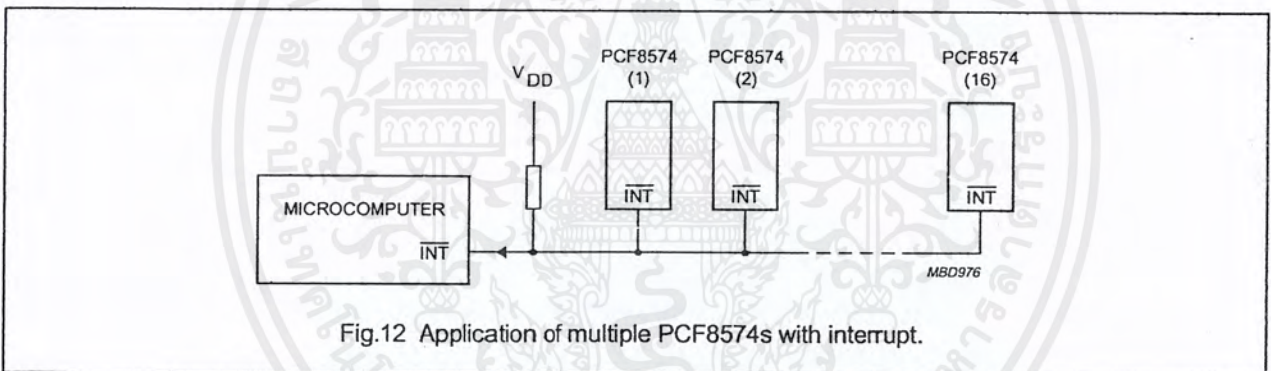 V DD
PCF8574
(1)
PCF8574
(2)
PCF8574
(16)
MICROCOMPUTER
INT
INT
INT
INT
MBD976
Fig.12 Application of multiple PCF8574s with interrupt.